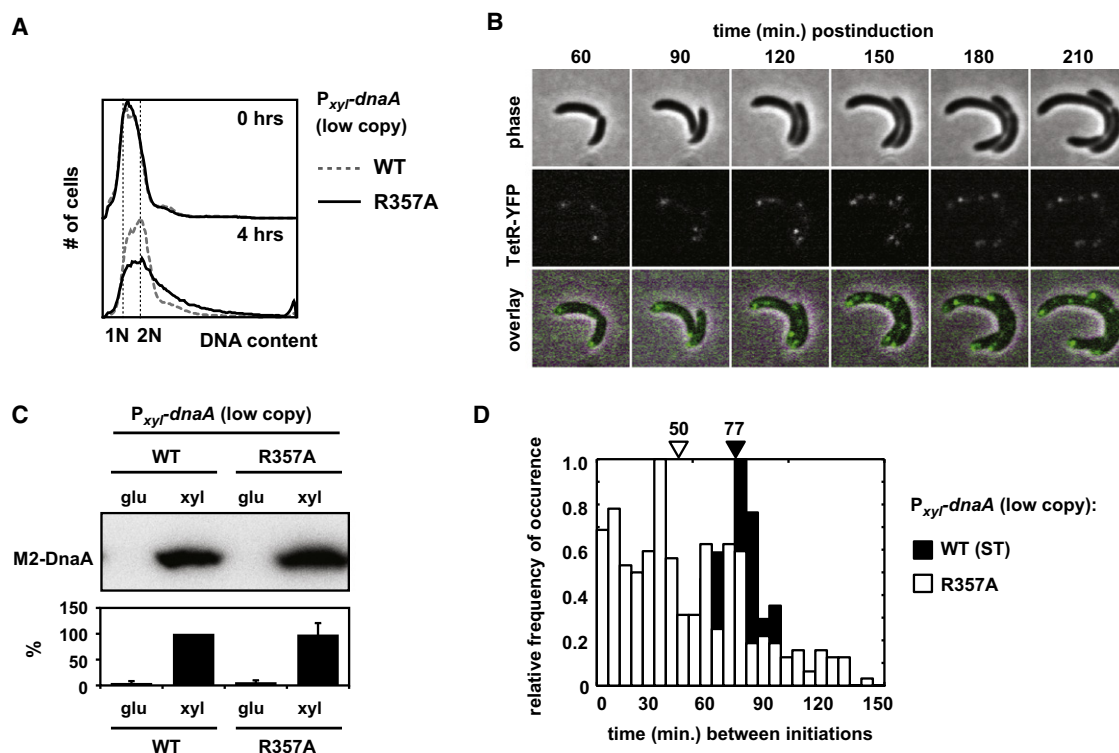 A
P_xyl-dnaA
(low copy)
WT
R357A
0 hrs
4 hrs
# of cells
1N 2N DNA content
B
time (min.) postinduction
60 90 120 150 180 210
phase
TetR-YFP
overlay
C
P_xyl-dnaA (low copy)
WT R357A
glu xyl glu xyl
M2-DnaA
150
100
50
0
%
glu xyl glu xyl
WT R357A
D
50 77
1.0
0.8
0.6
0.4
0.2
0
relative frequency of occurence
0 30 60 90 120 150
time (min.) between initiations
P_xyl-dnaA (low copy):
WT (ST)
R357A